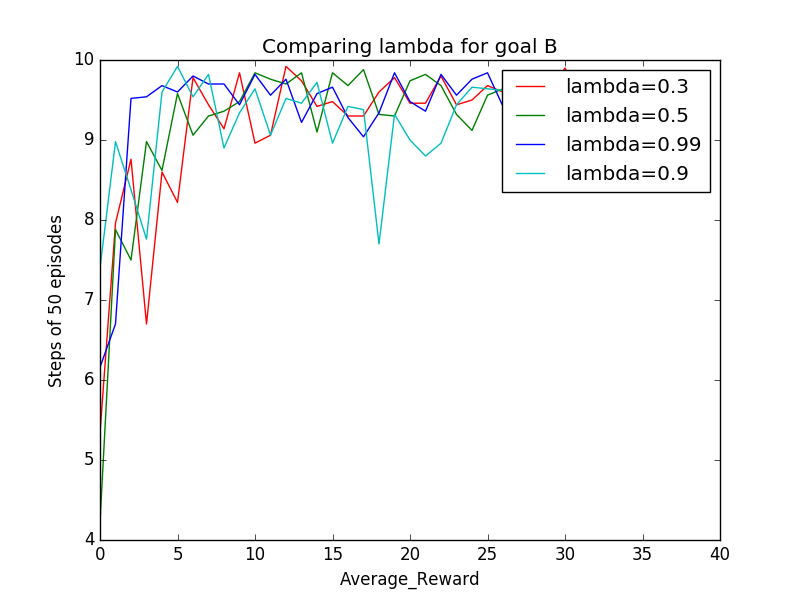 Comparing lambda for goal B
lambda=0.3
lambda=0.5
lambda=0.99
lambda=0.9
Steps of 50 episodes
10
9
8
7
6
5
4
0 5 10 15 20 25 30 35 40
Average_Reward